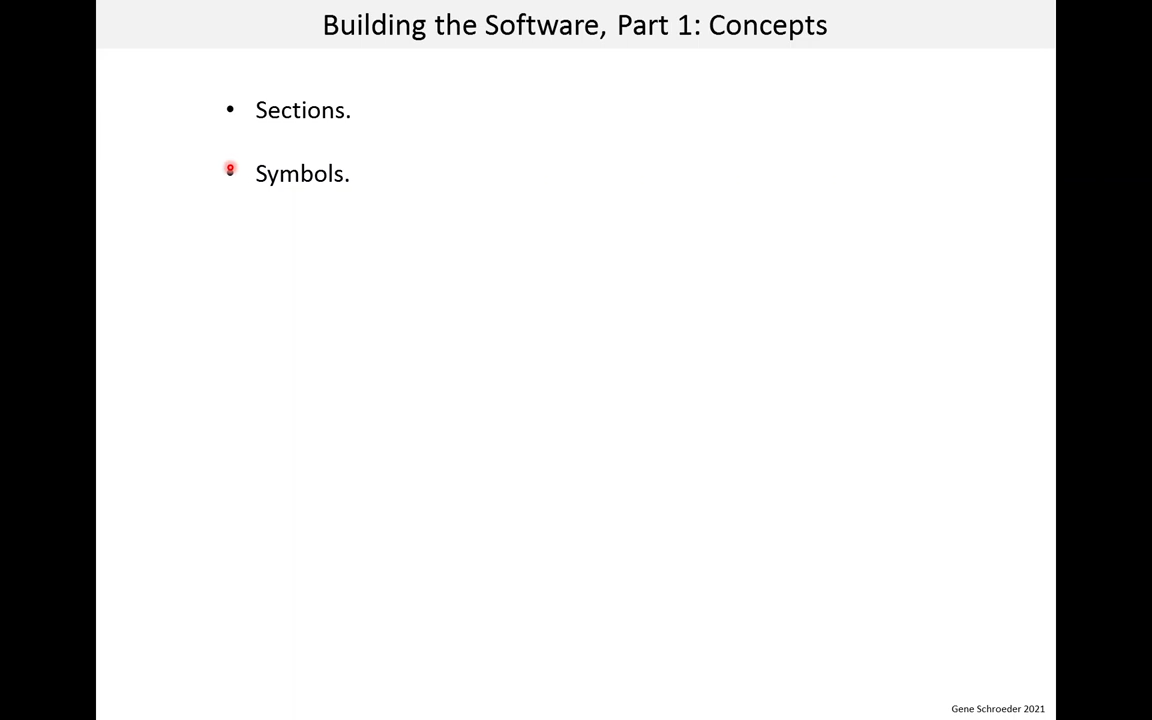 Building the Software, Part 1: Concepts
• Sections.
• Symbols.
Gene Schroeder 2021